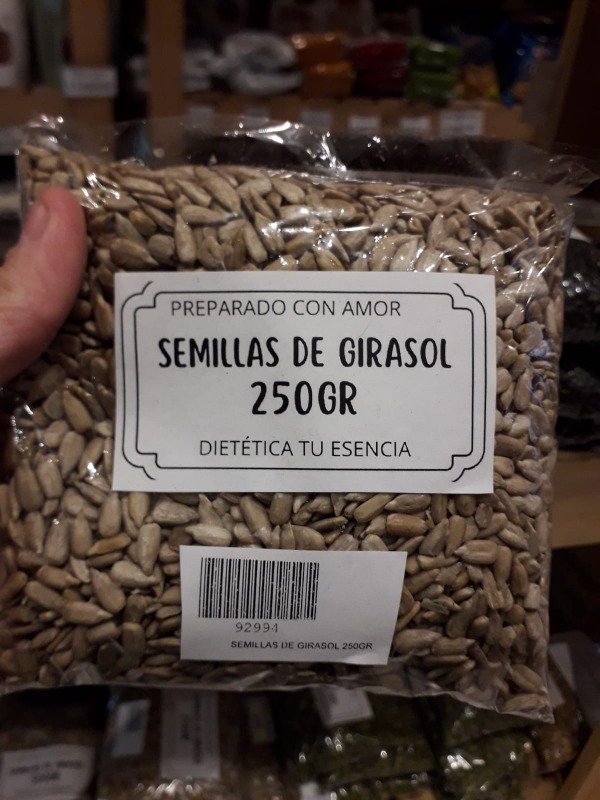 PREPARADO CON AMOR
SEMILLAS DE GIRASOL
250GR
DIETÉTICA TU ESENCIA
92994
SEMILLAS DE GIRASOL 250GR